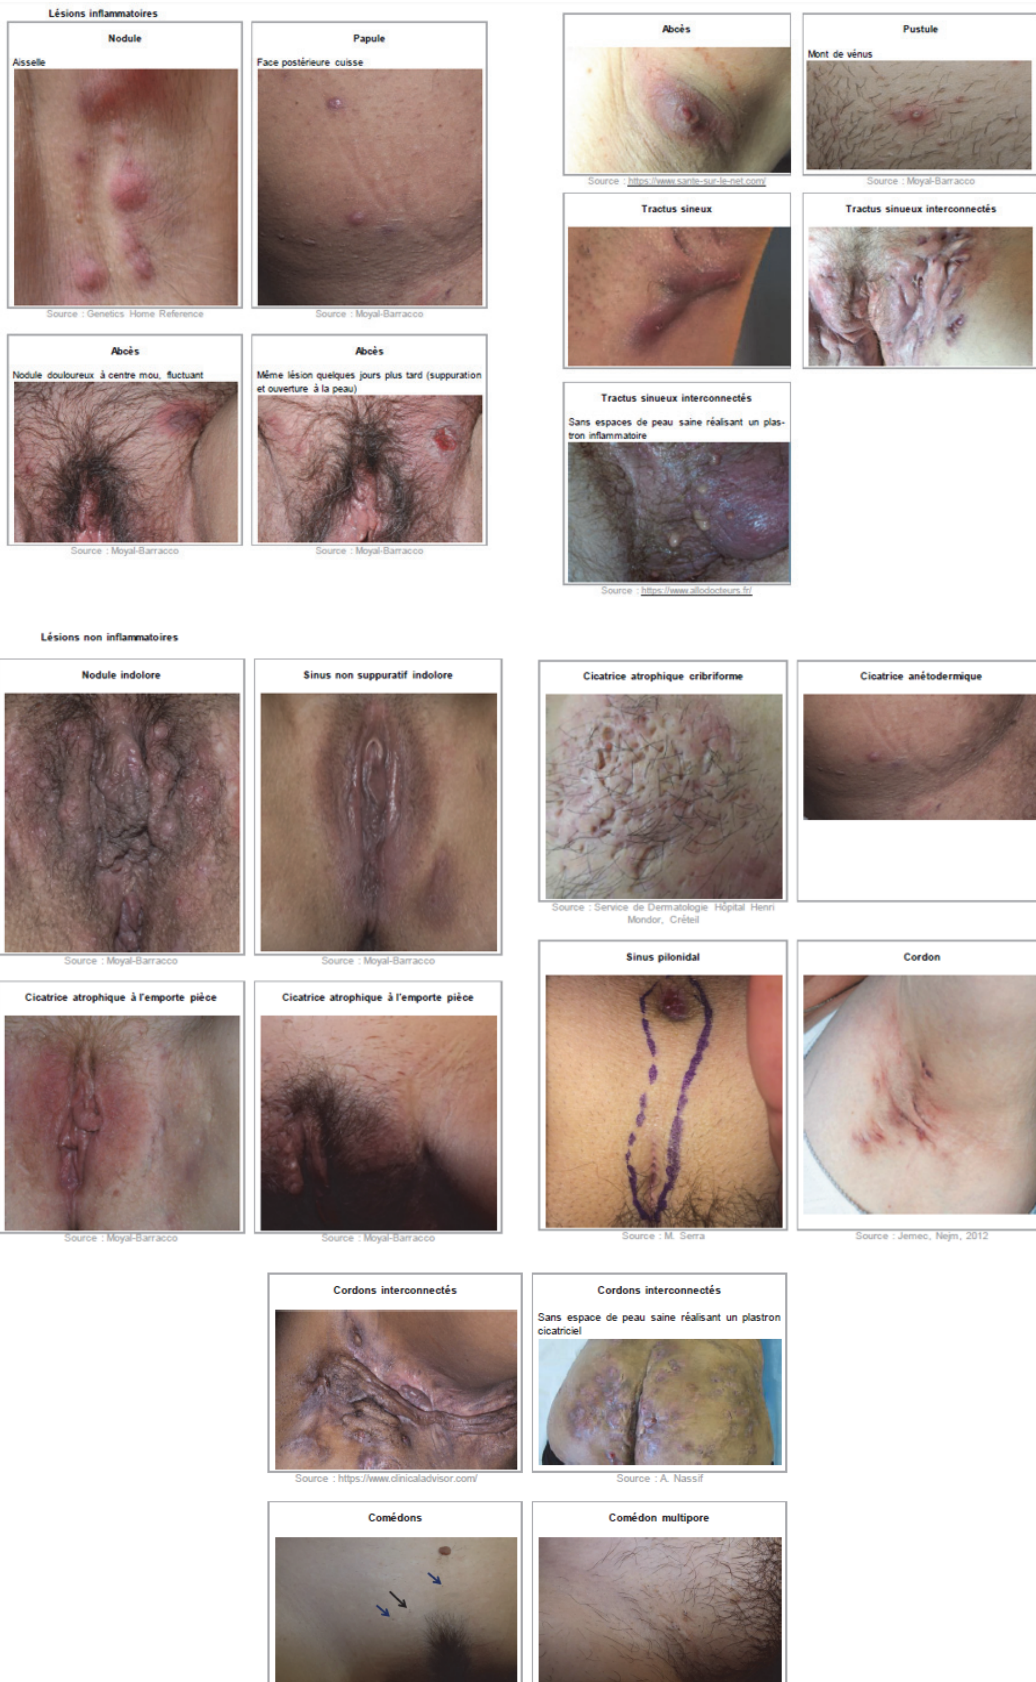 Lésions inflammatoires
Nodule
Aisselle
Source : Genetics Home Reference
Papule
Face postérieure cuisse
Source : Moyal-Barracco
Abcès
Nodule douloureux à centre mou, fluctuant
Source : Moyal-Barracco
Abcès
Même lésion quelques jours plus tard (suppuration
et ouverture à la peau)
Source : Moyal-Barracco
Abcès
Source : https://www.sante-sur-le-net.com/
Pustule
Mont de vénus
Source : Moyal-Barracco
Tractus sineux
Tractus sinueux interconnectés
Tractus sinueux interconnectés
Sans espaces de peau saine réalisant un plas-
tron inflammatoire
Source : https://www.allodocteurs.fr/
Lésions non inflammatoires
Nodule indolore
Source : Moyal-Barracco
Sinus non suppuratif indolore
Source : Moyal-Barracco
Cicatrice atrophique à l'emporte pièce
Source : Moyal-Barracco
Cicatrice atrophique à l'emporte pièce
Source : Moyal-Barracco
Cicatrice atrophique cribriforme
Source : Service de Dermatologie Hôpital Henri
Mondor, Créteil
Cicatrice anétodermique
Sinus pilonidal
Source : M. Serra
Cordon
Source : Jemec, Nejm, 2012
Cordons interconnectés
Source : https://www.clinicaladvisor.com/
Cordons interconnectés
Sans espace de peau saine réalisant un plastron
cicatriciel
Source : A. Nassif
Comédons
Comédon multipore